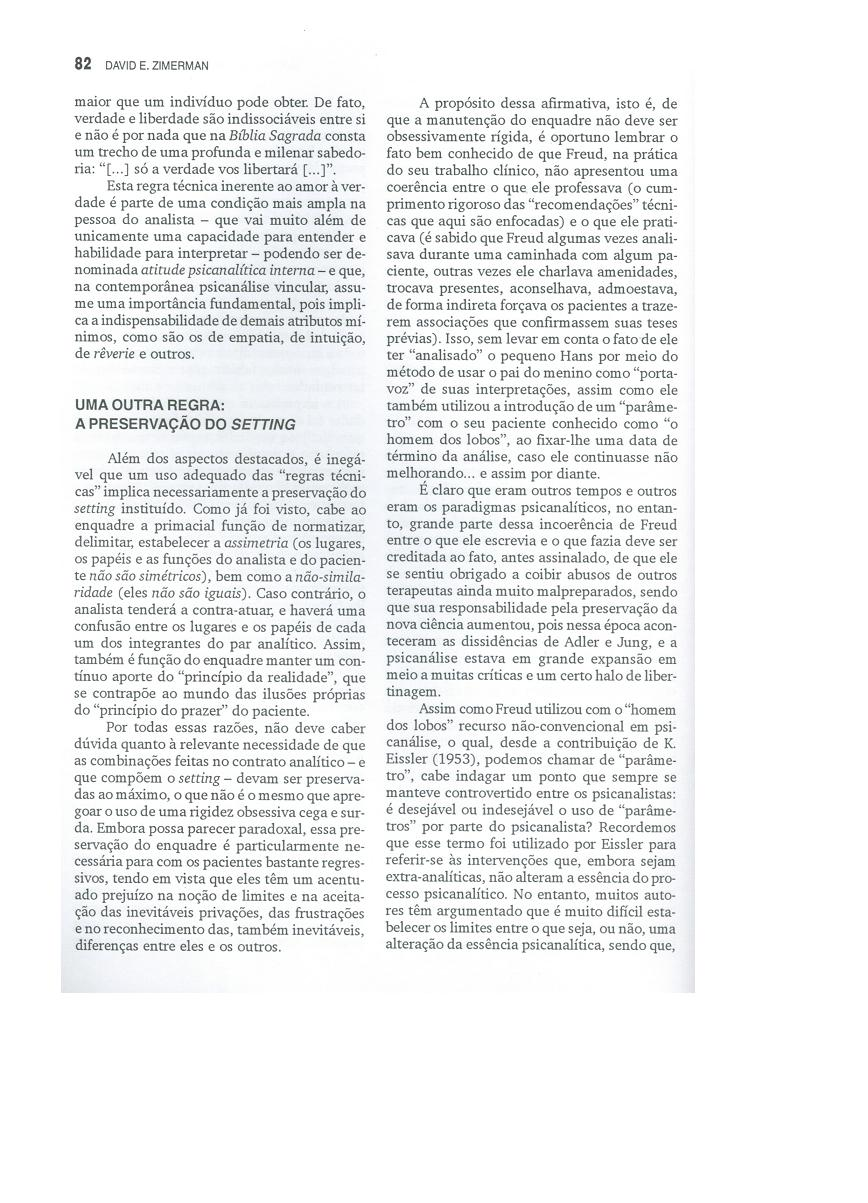 82 DAVID E. ZIMERMAN
maior que um indivíduo pode obter. De fato,
verdade e liberdade são indissociáveis entre si
e não é por nada que na Bíblia Sagrada consta
um trecho de uma profunda e milenar sabedo-
ria: “[...] só a verdade vos libertará [...]”.
Esta regra técnica inerente ao amor à ver-
dade é parte de uma condição mais ampla na
pessoa do analista – que vai muito além de
unicamente uma capacidade para entender e
habilidade para interpretar – podendo ser de-
nominada atitude psicanalítica interna – e que,
na contemporânea psicanálise vincular, assu-
me uma importância fundamental, pois impli-
ca a indispensabilidade de demais atributos mí-
nimos, como são os de empatia, de intuição,
de rêverie e outros.
UMA OUTRA REGRA:
A PRESERVAÇÃO DO SETTING
Além dos aspectos destacados, é inegá-
vel que um uso adequado das “regras técni-
cas” implica necessariamente a preservação do
setting instituído. Como já foi visto, cabe ao
enquadre a primacial função de normatizar,
delimitar, estabelecer a assimetria (os lugares,
os papéis e as funções do analista e do pacien-
te não são simétricos), bem como a não-simila-
ridade (eles não são iguais). Caso contrário, o
analista tenderá a contra-atuar, e haverá uma
confusão entre os lugares e os papéis de cada
um dos integrantes do par analítico. Assim,
também é função do enquadre manter um con-
tínuo aporte do “princípio da realidade”, que
se contrapõe ao mundo das ilusões próprias
do “princípio do prazer” do paciente.
Por todas essas razões, não deve caber
dúvida quanto à relevante necessidade de que
as combinações feitas no contrato analítico – e
que compõem o setting – devam ser preserva-
das ao máximo, o que não é o mesmo que apre-
goar o uso de uma rigidez obsessiva cega e sur-
da. Embora possa parecer paradoxal, essa pre-
servação do enquadre é particularmente ne-
cessária para com os pacientes bastante regres-
sivos, tendo em vista que eles têm um acentu-
ado prejuízo na noção de limites e na aceita-
ção das inevitáveis privações, das frustrações
e no reconhecimento das, também inevitáveis,
diferenças entre eles e os outros.
A propósito dessa afirmativa, isto é, de
que a manutenção do enquadre não deve ser
obsessivamente rígida, é oportuno lembrar o
fato bem conhecido de que Freud, na prática
do seu trabalho clínico, não apresentou uma
coerência entre o que ele professava (o cum-
primento rigoroso das “recomendações” técni-
cas que aqui são enfocadas) e o que ele prati-
cava (é sabido que Freud algumas vezes anali-
sava durante uma caminhada com algum pa-
ciente, outras vezes ele charlava amenidades,
trocava presentes, aconselhava, admoestava,
de forma indireta forçava os pacientes a traze-
rem associações que confirmassem suas teses
prévias). Isso, sem levar em conta o fato de ele
ter “analisado” o pequeno Hans por meio do
método de usar o pai do menino como “porta-
voz” de suas interpretações, assim como ele
também utilizou a introdução de um “parâme-
tro” com o seu paciente conhecido como “o
homem dos lobos”, ao fixar-lhe uma data de
término da análise, caso ele continuasse não
melhorando... e assim por diante.
É claro que eram outros tempos e outros
eram os paradigmas psicanalíticos, no entan-
to, grande parte dessa incoerência de Freud
entre o que ele escrevia e o que fazia deve ser
creditada ao fato, antes assinalado, de que ele
se sentiu obrigado a coibir abusos de outros
terapeutas ainda muito malpreparados, sendo
que sua responsabilidade pela preservação da
nova ciência aumentou, pois nessa época acon-
teceram as dissidências de Adler e Jung, e a
psicanálise estava em grande expansão em
meio a muitas críticas e um certo halo de liber-
tinagem.
Assim como Freud utilizou com o “homem
dos lobos” recurso não-convencional em psi-
canálise, o qual, desde a contribuição de K.
Eissler (1953), podemos chamar de “parâme-
tro”, cabe indagar um ponto que sempre se
manteve controvertido entre os psicanalistas:
é desejável ou indesejável o uso de “parâme-
tros” por parte do psicanalista? Recordemos
que esse termo foi utilizado por Eissler para
referir-se às intervenções que, embora sejam
extra-analíticas, não alteram a essência do pro-
cesso psicanalítico. No entanto, muitos auto-
res têm argumentado que é muito difícil esta-
belecer os limites entre o que seja, ou não, uma
alteração da essência psicanalítica, sendo que,